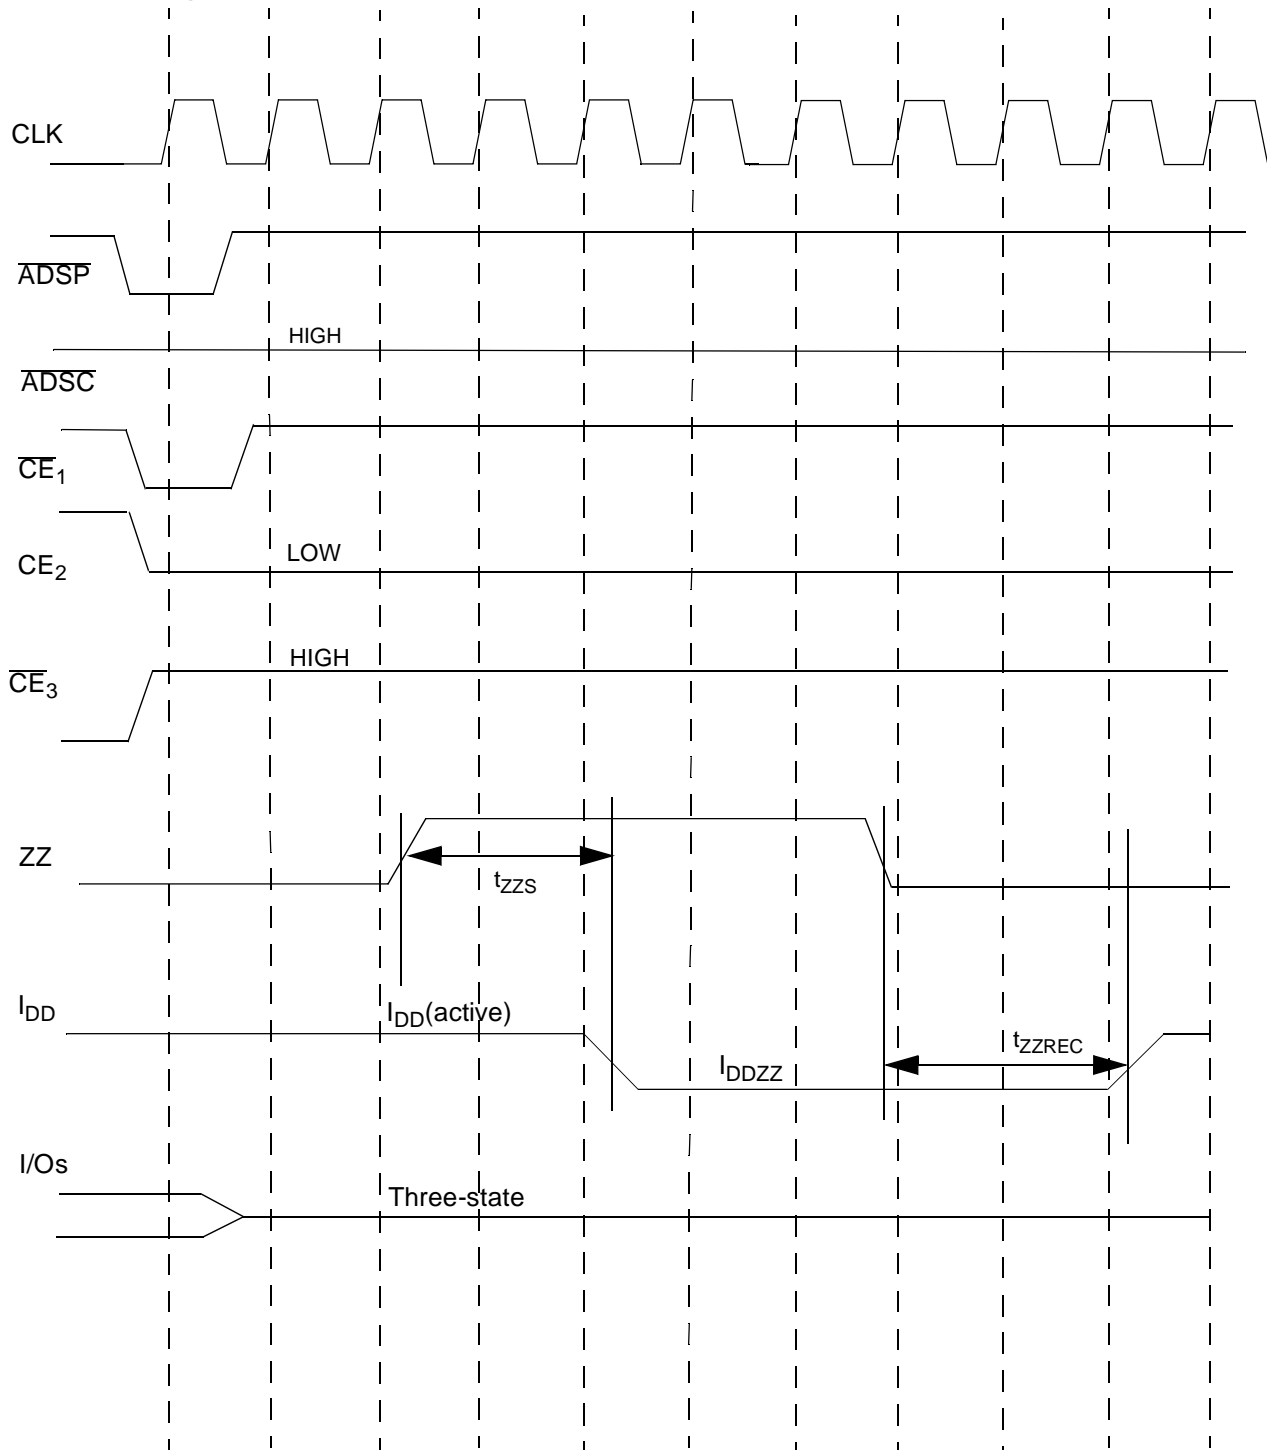 CLK
ADSP
HIGH
ADSC
CE1
LOW
CE2
HIGH
CE3
ZZ
tZZS
IDD
IDD(active)
tZZREC
IDDZZ
I/Os
Three-state